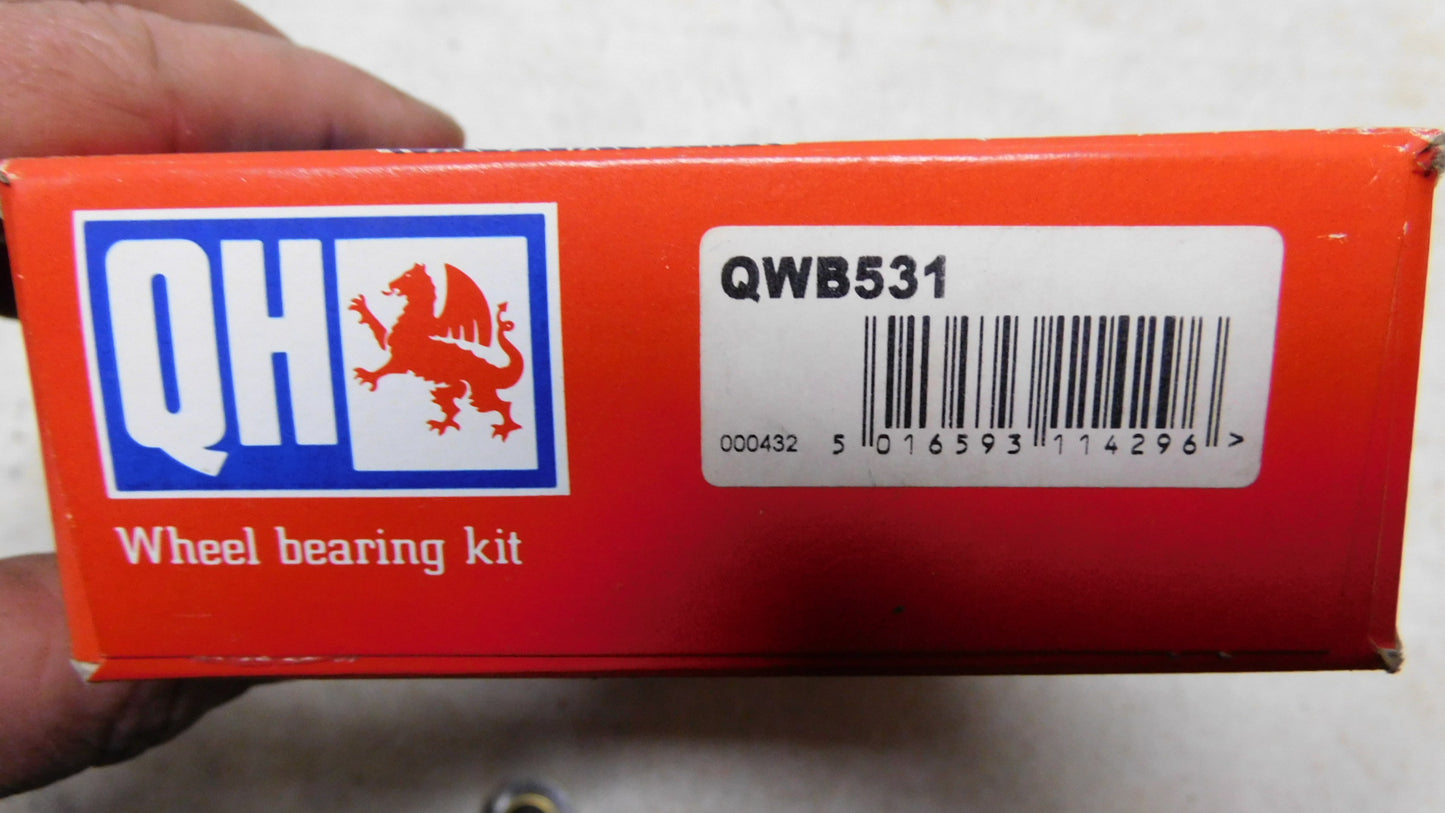 QH
Wheel bearing kit
QWB531
000432 5 016593 114296 >